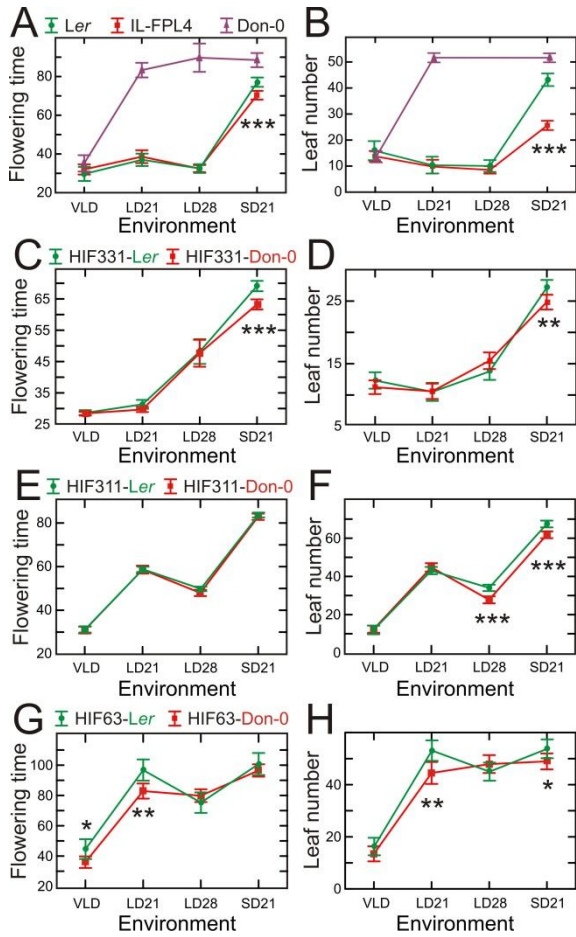 A B
Ler IL-FPL4 Don-0
Flowering time
100
80
60
40
20
***
VLD LD21 LD28 SD21
Environment
Leaf number
60
50
40
30
20
10
0
***
VLD LD21 LD28 SD21
Environment
C D
HIF331-Ler HIF331-Don-0
Flowering time
65
55
45
35
25
***
VLD LD21 LD28 SD21
Environment
Leaf number
25
15
5
**
VLD LD21 LD28 SD21
Environment
E F
HIF311-Ler HIF311-Don-0
Flowering time
80
60
40
20
VLD LD21 LD28 SD21
Environment
Leaf number
80
60
40
20
0
***
***
VLD LD21 LD28 SD21
Environment
G H
HIF63-Ler HIF63-Don-0
Flowering time
100
80
60
40
20
*
**
VLD LD21 LD28 SD21
Environment
Leaf number
60
40
20
0
**
*
VLD LD21 LD28 SD21
Environment